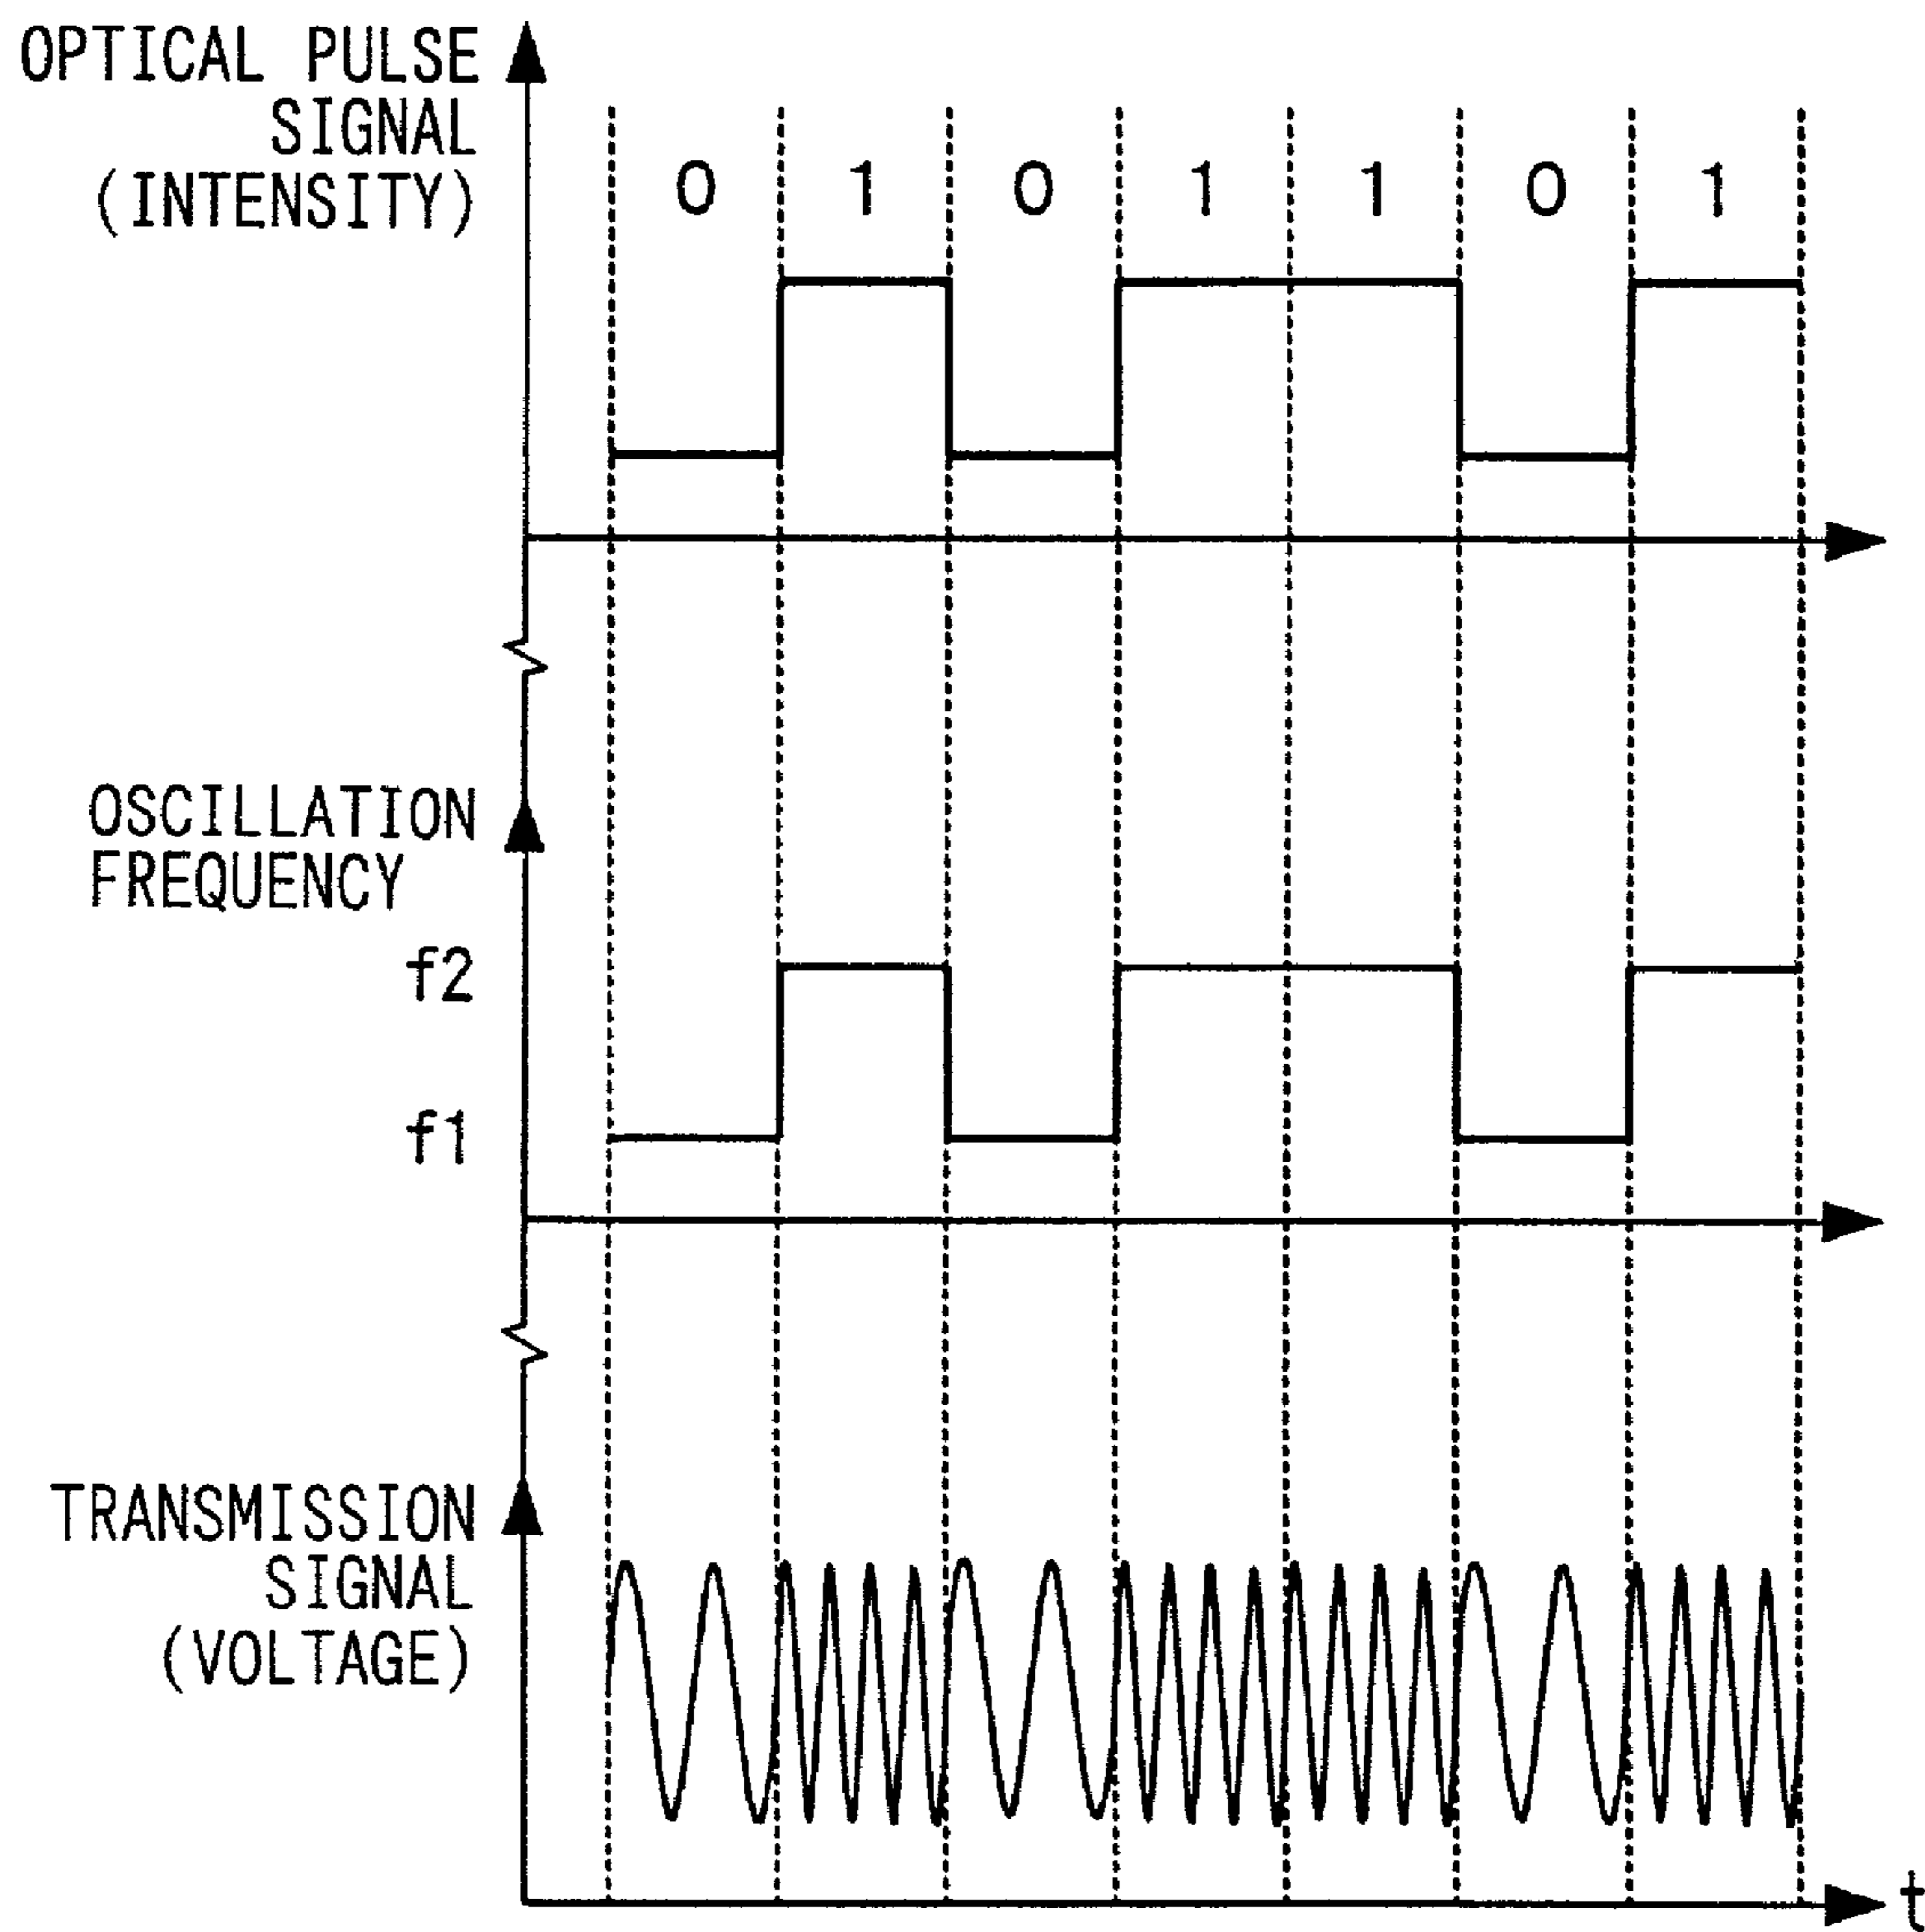 OPTICAL PULSE
SIGNAL
(INTENSITY)
0 1 0 1 1 0 1
OSCILLATION
FREQUENCY
f2
f1
TRANSMISSION
SIGNAL
(VOLTAGE)
t